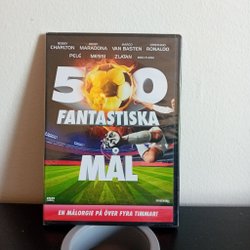 BOBBY CHARLTON DIEGO MARADONA MARCO VAN BASTEN CRISTIANO RONALDO
PELÉ MESSI ZLATAN
500
FANTASTISKA
MÅL
EN MÅLORGIE PÅ ÖVER FYRA TIMMAR!